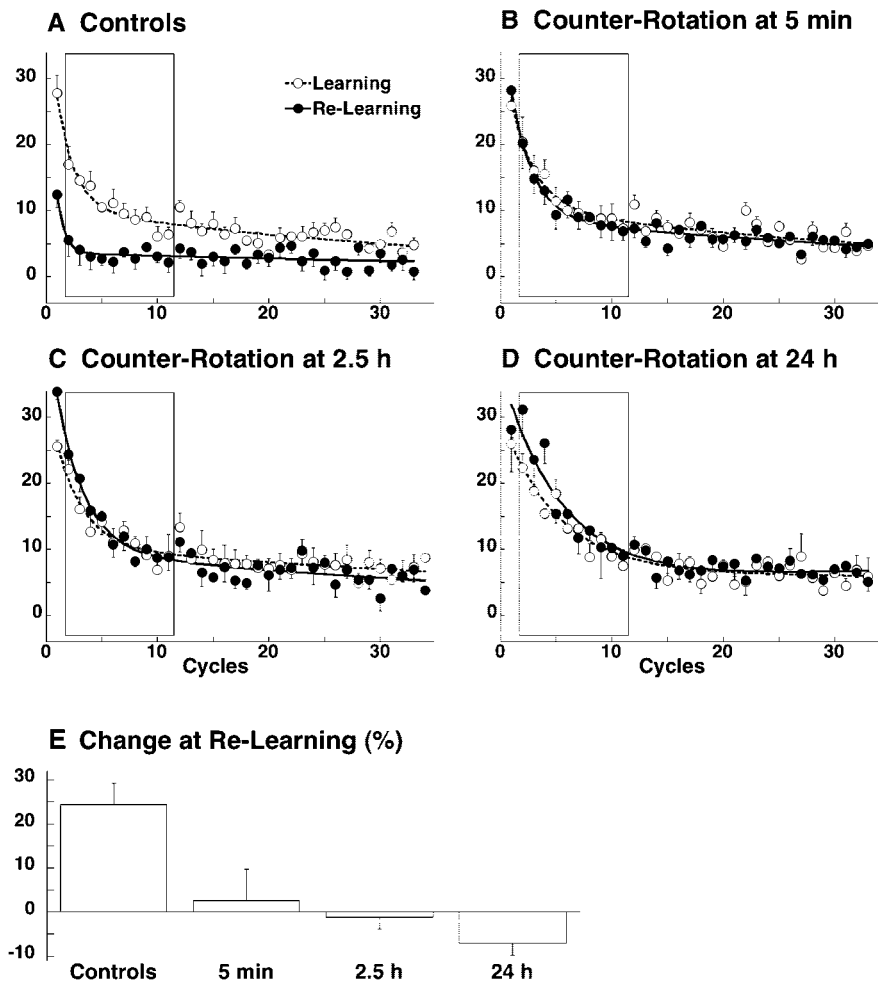 A Controls
B Counter-Rotation at 5 min
30
20
10
0
Learning
Re-Learning
30
20
10
0
0 10 20 30
0 10 20 30
C Counter-Rotation at 2.5 h
D Counter-Rotation at 24 h
30
20
10
0
30
20
10
0
0 10 20 30
Cycles
0 10 20 30
Cycles
E Change at Re-Learning (%)
30
20
10
0
-10
Controls 5 min 2.5 h 24 h